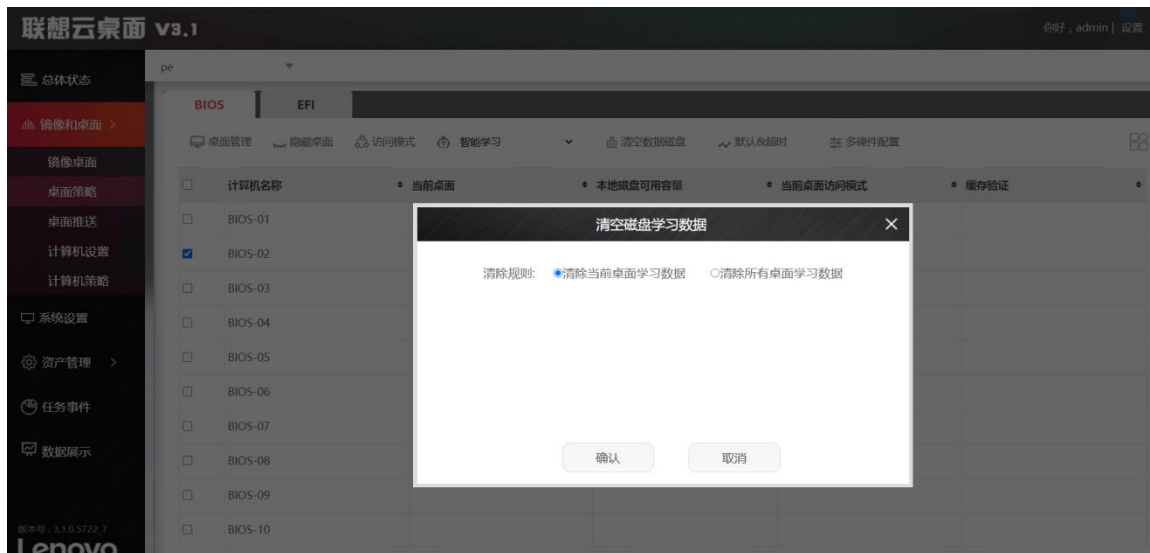 联想云桌面 V3.1
你好，admin | 设置
总体状态
镜像和桌面 >
镜像桌面
桌面策略
桌面推送
计算机设置
计算机策略
系统设置
资产管理 >
任务事件
数据展示
版本号：3.1.0.5722_7
Lenovo
pe
BIOS EFI
桌面管理 隐藏桌面 访问模式 智能学习 清空数据磁盘 默认&超时 多硬件配置
计算机名称 当前桌面 本地磁盘可用容量 当前桌面访问模式 缓存验证
BIOS-01
BIOS-02
BIOS-03
BIOS-04
BIOS-05
BIOS-06
BIOS-07
BIOS-08
BIOS-09
BIOS-10
清空磁盘学习数据
清除规则: 清除当前桌面学习数据 清除所有桌面学习数据
确认 取消